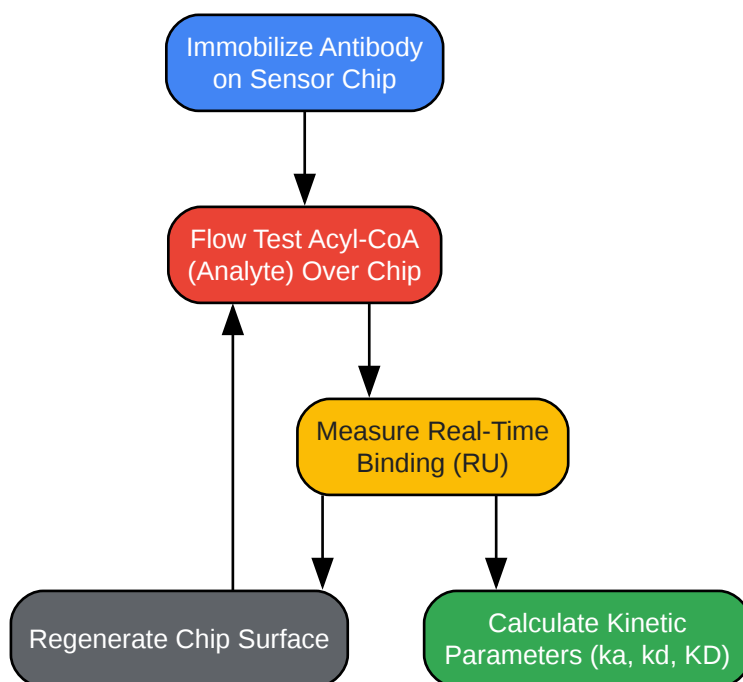 Immobilize Antibody
on Sensor Chip
Flow Test Acyl-CoA
(Analyte) Over Chip
Measure Real-Time
Binding (RU)
Regenerate Chip Surface
Calculate Kinetic
Parameters (ka, kd, KD)